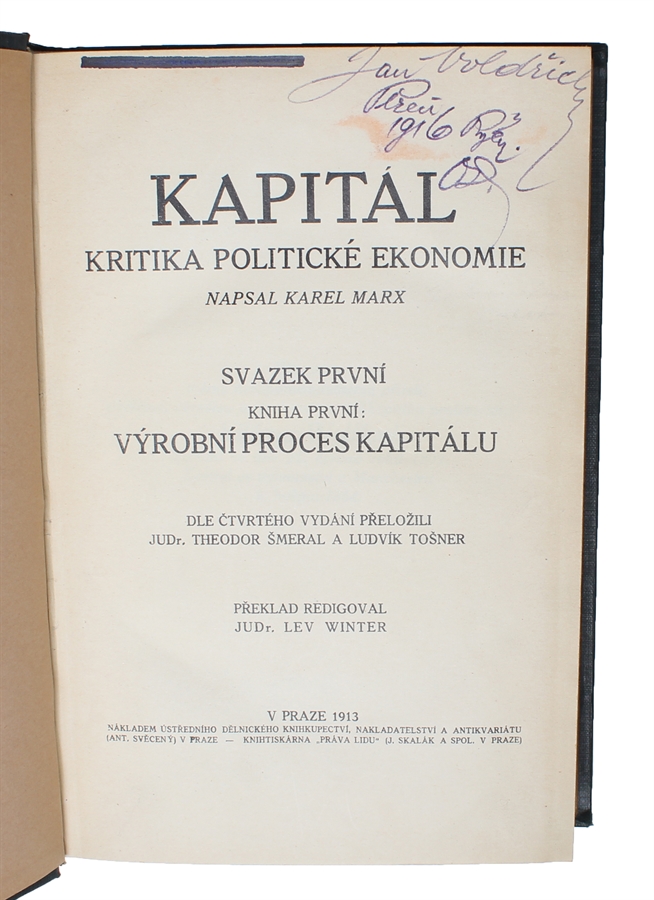 Jan Voldřich
Plzeň
1916
KAPITÁL
KRITIKA POLITICKÉ EKONOMIE
NAPSAL KAREL MARX
SVAZEK PRVNÍ
KNIHA PRVNÍ:
VÝROBNÍ PROCES KAPITÁLU
DLE ČTVRTÉHO VYDÁNÍ PŘELOŽILI
JUDr. THEODOR ŠMERAL A LUDVÍK TOŠNER
PŘEKLAD REDIGOVAL
JUDr. LEV WINTER
V PRAZE 1913
NÁKLADEM ÚSTŘEDNÍHO DĚLNICKÉHO KNIHKUPECTVÍ, NAKLADATELSTVÍ A ANTIKVARIÁTU
(ANT. SVĚCENÝ) V PRAZE — KNIHTISKÁRNA „PRÁVA LIDU“ (J. SKALÁK A SPOL. V PRAZE)